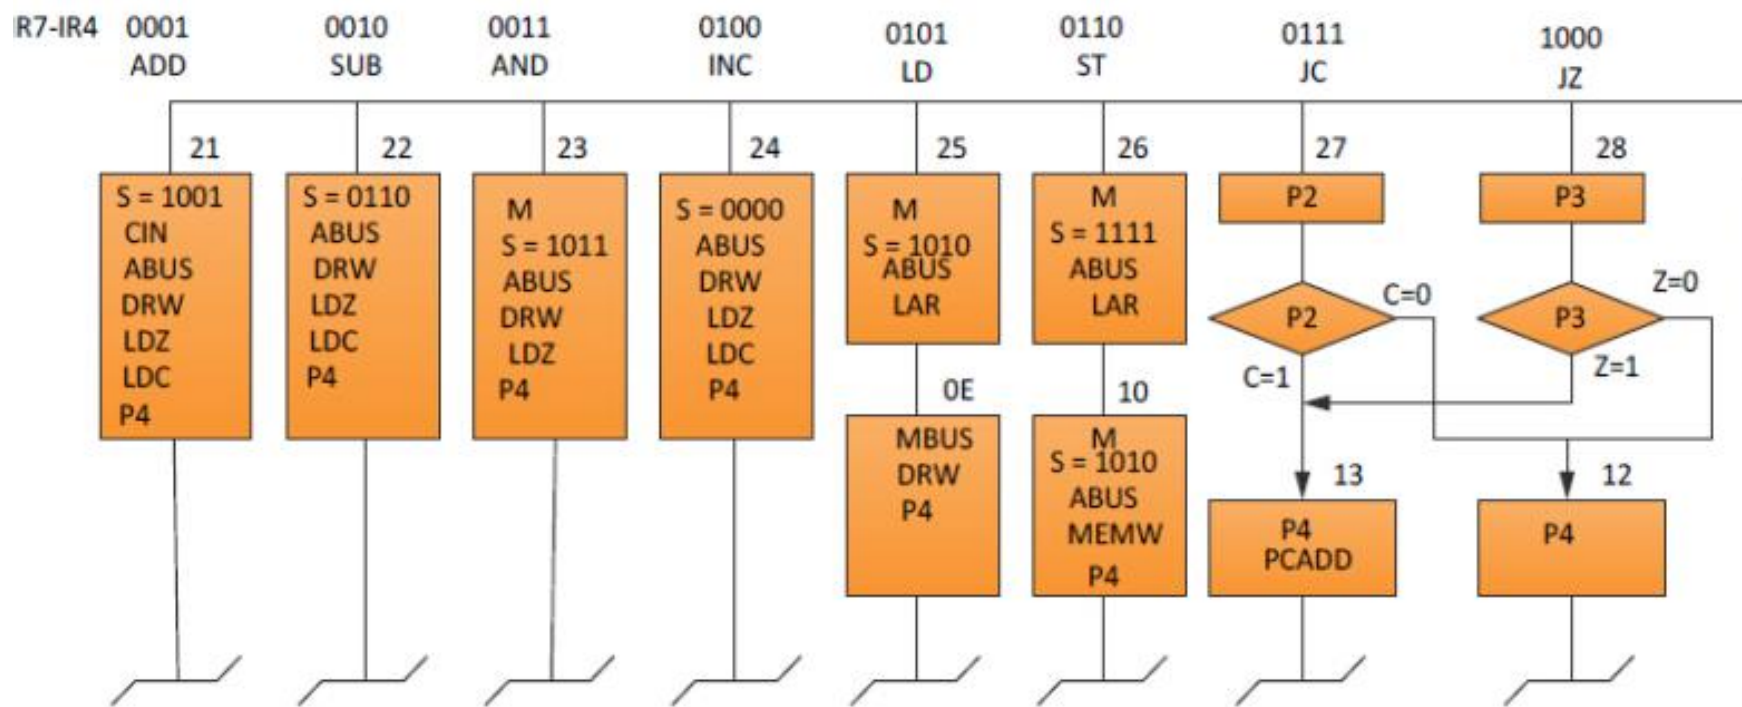 IR7-IR4
0001
ADD
0010
SUB
0011
AND
0100
INC
0101
LD
0110
ST
0111
JC
1000
JZ
21
S = 1001
CIN
ABUS
DRW
LDZ
LDC
P4
22
S = 0110
ABUS
DRW
LDZ
LDC
P4
23
M
S = 1011
ABUS
DRW
LDZ
P4
24
S = 0000
ABUS
DRW
LDZ
LDC
P4
25
M
S = 1010
ABUS
LAR
0E
MBUS
DRW
P4
26
M
S = 1111
ABUS
LAR
10
M
S = 1010
ABUS
MEMW
P4
27
P2
P2
C=0
C=1
13
P4
PCADD
28
P3
P3
Z=0
Z=1
12
P4